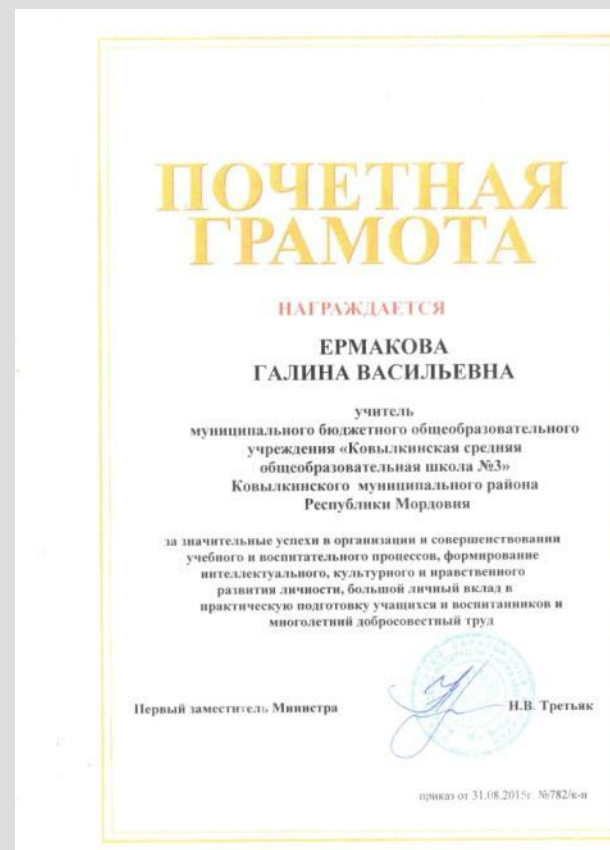 ПОЧЕТНАЯ
ГРАМОТА
НАГРАЖДАЕТСЯ
ЕРМАКОВА
ГАЛИНА ВАСИЛЬЕВНА
учитель
муниципального бюджетного общеобразовательного
учреждения «Ковылкинская средняя
общеобразовательная школа №3»
Ковылкинского муниципального района
Республики Мордовия
за значительные успехи в организации и совершенствовании
учебного и воспитательного процессов, формирование
интеллектуального, культурного и нравственного
развития личности, большой личный вклад в
практическую подготовку учащихся и воспитанников и
многолетний добросовестный труд
Первый заместитель Министра
Н.В. Третьяк
приказ от 31.08.2015г. №782/к-н